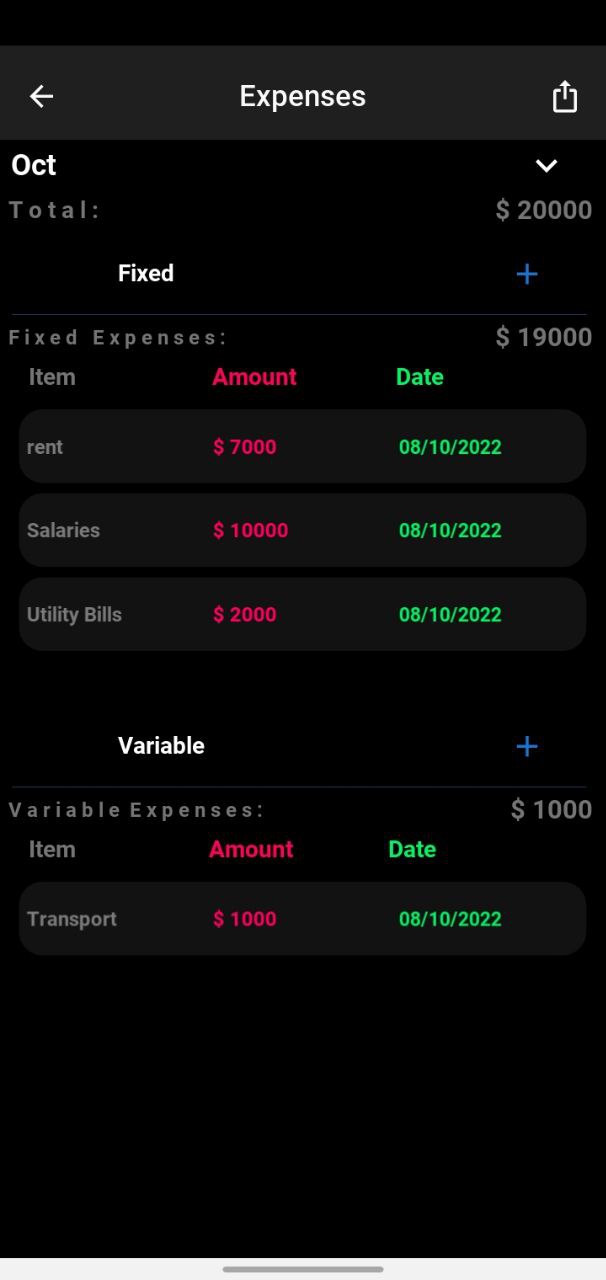 Expenses
Oct
Total: $ 20000
Fixed +
Fixed Expenses: $ 19000
Item Amount Date
rent $ 7000 08/10/2022
Salaries $ 10000 08/10/2022
Utility Bills $ 2000 08/10/2022
Variable +
Variable Expenses: $ 1000
Item Amount Date
Transport $ 1000 08/10/2022